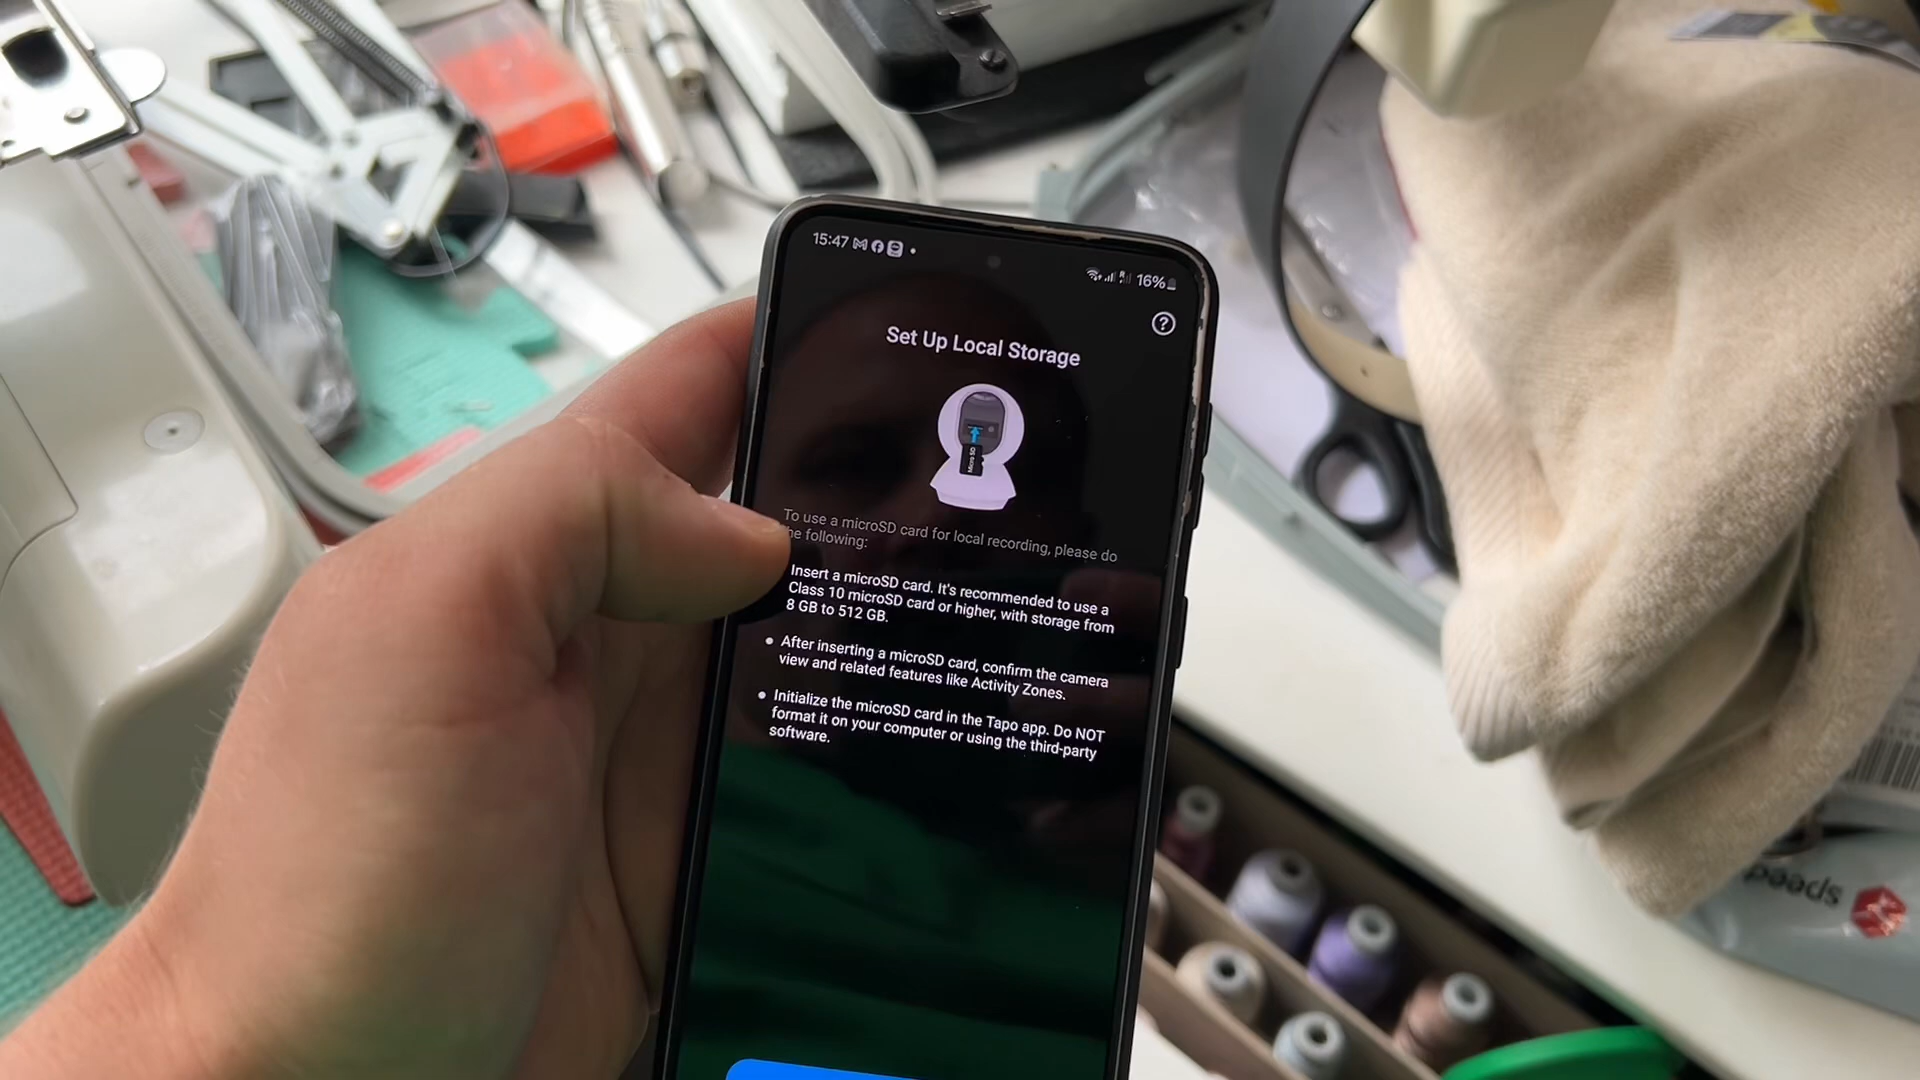 15:47
16%
?
Set Up Local Storage
Micro SD
To use a microSD card for local recording, please do
he following:
Insert a microSD card. It's recommended to use a
Class 10 microSD card or higher, with storage from
8 GB to 512 GB.
After inserting a microSD card, confirm the camera
view and related features like Activity Zones.
Initialize the microSD card in the Tapo app. Do NOT
format it on your computer or using the third-party
software.
speed